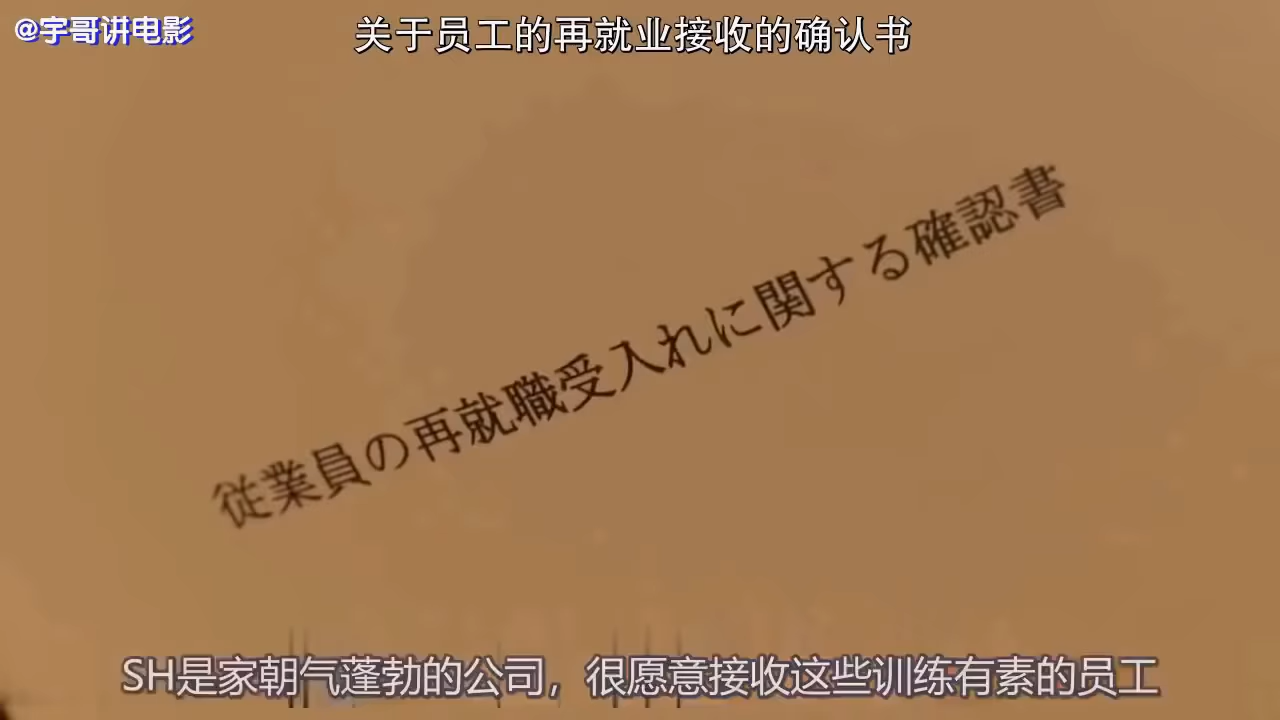 @宇哥讲电影
关于员工的再就业接收的确认书
従業員の再就職受入れに関する確認書
SH是家朝气蓬勃的公司，很愿意接收这些训练有素的员工